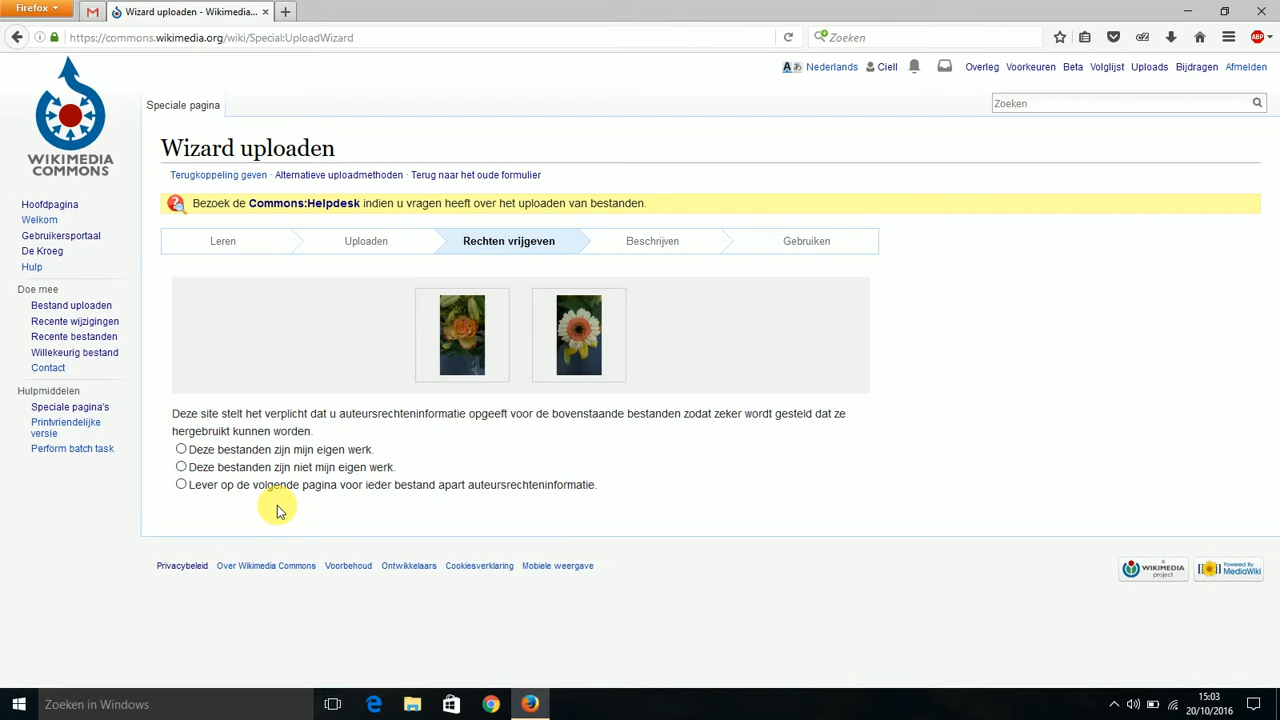 Firefox
Wizard uploaden - Wikimedia...
https://commons.wikimedia.org/wiki/Special:UploadWizard
Zoeken
ABP
Nederlands
Ciell
Overleg
Voorkeuren
Beta
Volglijst
Uploads
Bijdragen
Afmelden
Speciale pagina
Zoeken
WIKIMEDIA
COMMONS
Wizard uploaden
Terugkoppeling geven · Alternatieve uploadmethoden · Terug naar het oude formulier
Bezoek de Commons:Helpdesk indien u vragen heeft over het uploaden van bestanden.
Leren
Uploaden
Rechten vrijgeven
Beschrijven
Gebruiken
Hoofdpagina
Welkom
Gebruikersportaal
De Kroeg
Hulp
Doe mee
Bestand uploaden
Recente wijzigingen
Recente bestanden
Willekeurig bestand
Contact
Hulpmiddelen
Speciale pagina's
Printvriendelijke
versie
Perform batch task
Deze site stelt het verplicht dat u auteursrechteninformatie opgeeft voor de bovenstaande bestanden zodat zeker wordt gesteld dat ze
hergebruikt kunnen worden.
Deze bestanden zijn mijn eigen werk.
Deze bestanden zijn niet mijn eigen werk.
Lever op de volgende pagina voor ieder bestand apart auteursrechteninformatie.
Privacybeleid
Over Wikimedia Commons
Voorbehoud
Ontwikkelaars
Cookiesverklaring
Mobiele weergave
A
WIKIMEDIA
project
Powered By
MediaWiki
Zoeken in Windows
15:03
20/10/2016